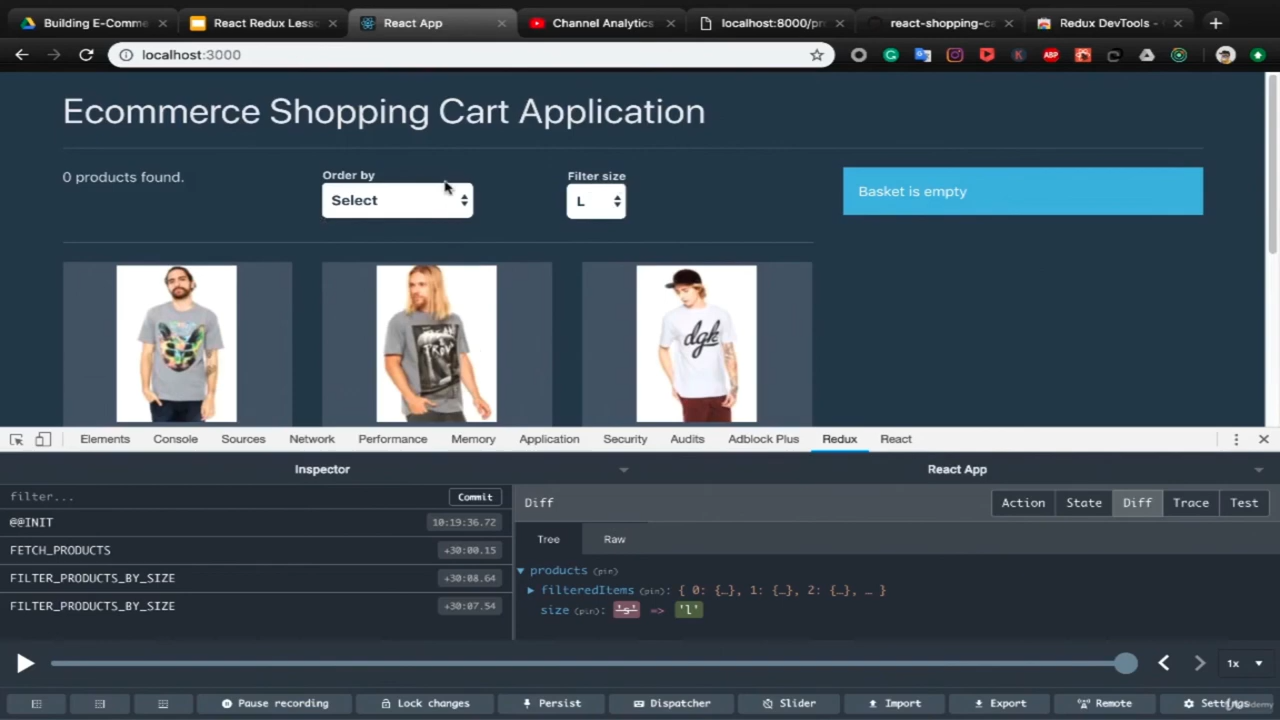 Building E-Comme
React Redux Lesso
React App
Channel Analytics
localhost:8000/pr
react-shopping-ca
Redux DevTools -
localhost:3000
ABP
Ecommerce Shopping Cart Application
0 products found.
Order by
Select
Filter size
L
Basket is empty
dgk
Elements Console Sources Network Performance Memory Application Security Audits Adblock Plus Redux React
Inspector
React App
filter...
Commit
Diff
Action State Diff Trace Test
@@INIT
10:19:36.72
Tree
Raw
FETCH_PRODUCTS
+30:00.15
FILTER_PRODUCTS_BY_SIZE
+30:08.64
FILTER_PRODUCTS_BY_SIZE
+30:07.54
products (pin)
filteredItems (pin): { 0: {…}, 1: {…}, 2: {…}, … }
size (pin): 's' => 'l'
1x
Pause recording
Lock changes
Persist
Dispatcher
Slider
Import
Export
Remote